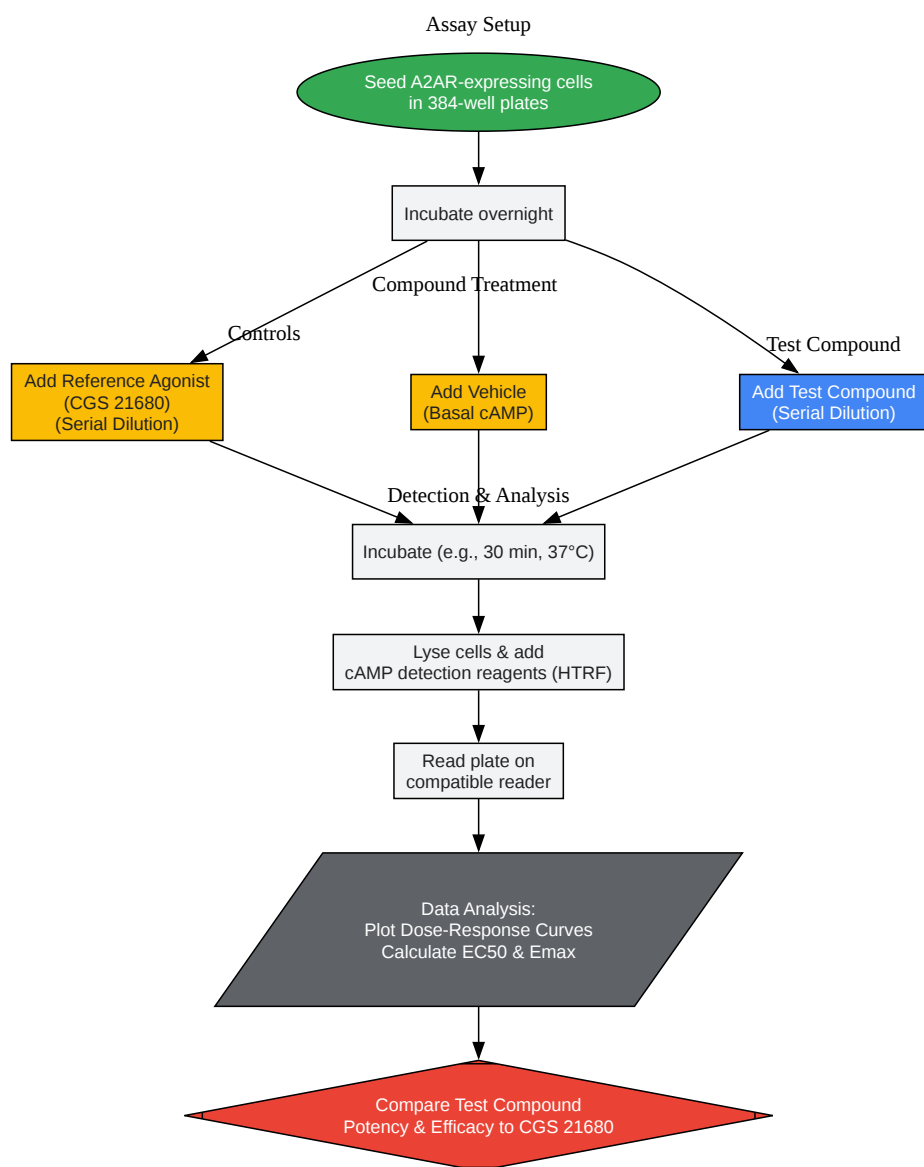 Assay Setup
Seed A2AR-expressing cells
in 384-well plates
Incubate overnight
Compound Treatment
Controls
Test Compound
Add Reference Agonist
(CGS 21680)
(Serial Dilution)
Add Vehicle
(Basal cAMP)
Add Test Compound
(Serial Dilution)
Detection & Analysis
Incubate (e.g., 30 min, 37°C)
Lyse cells & add
cAMP detection reagents (HTRF)
Read plate on
compatible reader
Data Analysis:
Plot Dose-Response Curves
Calculate EC50 & Emax
Compare Test Compound
Potency & Efficacy to CGS 21680